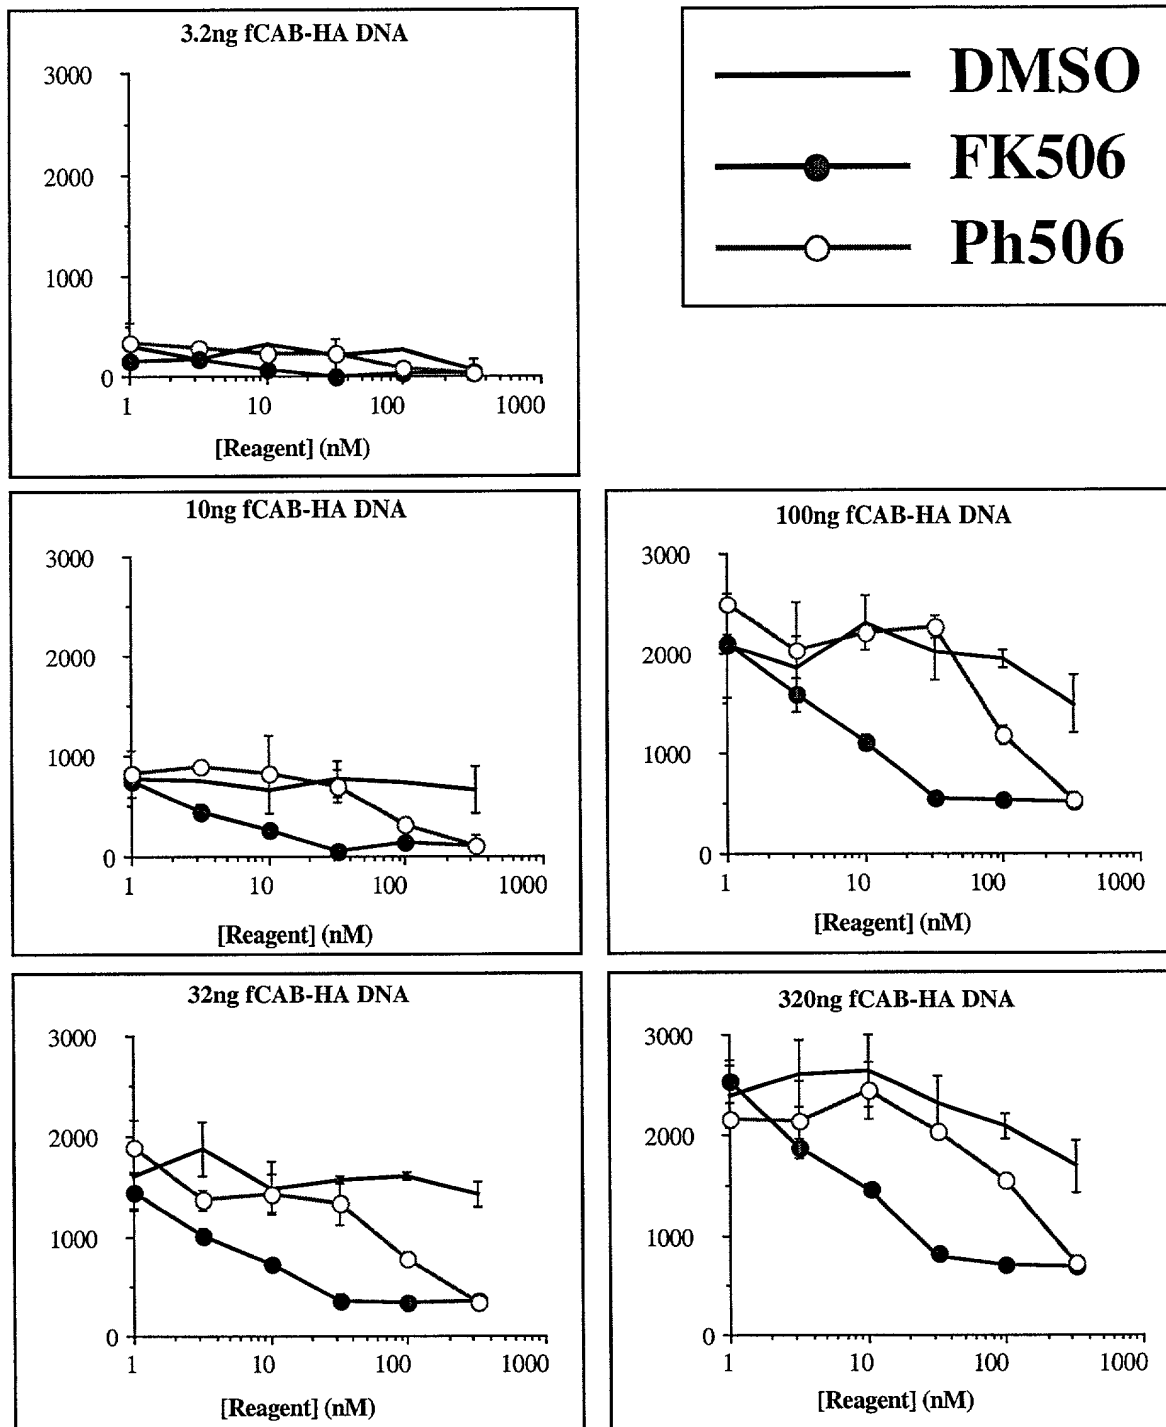 3.2ng fCAB-HA DNA
3000
2000
1000
0
1 10 100 1000
[Reagent] (nM)
DMSO
FK506
Ph506
10ng fCAB-HA DNA
3000
2000
1000
0
1 10 100 1000
[Reagent] (nM)
100ng fCAB-HA DNA
3000
2000
1000
0
1 10 100 1000
[Reagent] (nM)
32ng fCAB-HA DNA
3000
2000
1000
0
1 10 100 1000
[Reagent] (nM)
320ng fCAB-HA DNA
3000
2000
1000
0
1 10 100 1000
[Reagent] (nM)